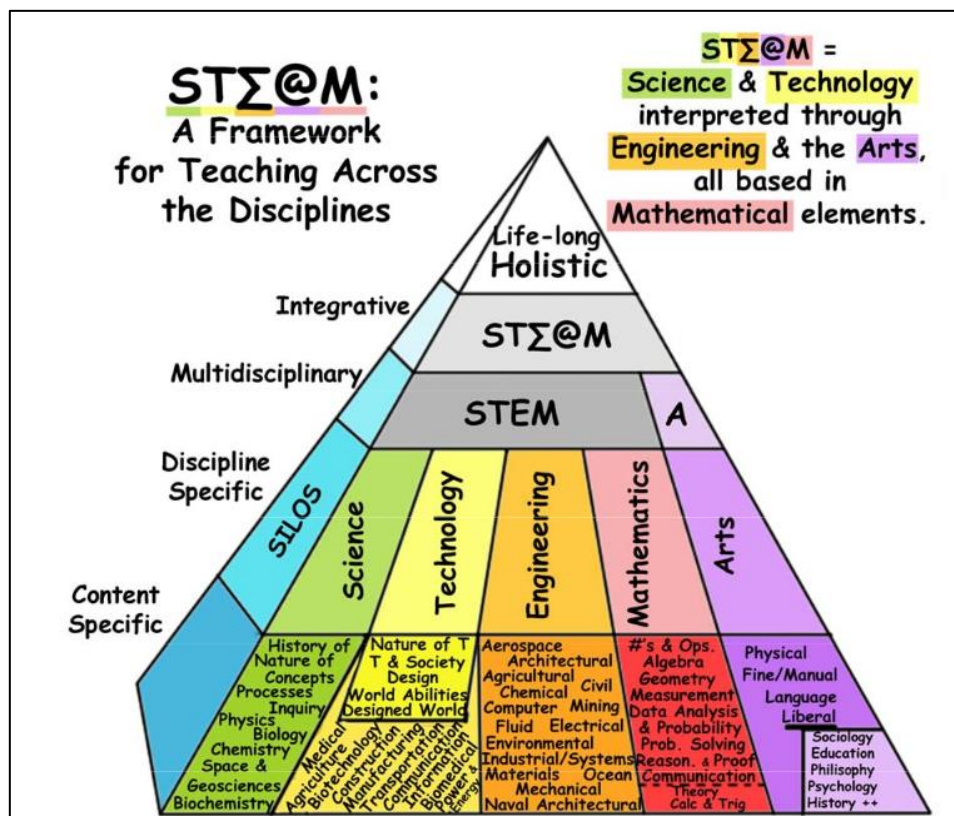 STΣ@M:
A Framework
for Teaching Across
the Disciplines
STΣ@M =
Science & Technology
interpreted through
Engineering & the Arts,
all based in
Mathematical elements.
Life-long
Holistic
Integrative
STΣ@M
Multidisciplinary
STEM
A
Discipline
Specific
SILOS
Science
Technology
Engineering
Mathematics
Arts
Content
Specific
History of
Nature of
Concepts
Processes
Inquiry
Physics
Biology
Chemistry
Space &
Geosciences
Biochemistry
Nature of T
T & Society
Design
World Abilities
Designed World
Medical
Agriculture
Biotechnology
Construction
Manufacturing
Transportation
Communication
Information
Biomedical
Power &
Energy
Aerospace
Architectural
Agricultural
Chemical Civil
Computer Mining
Fluid Electrical
Environmental
Industrial/Systems
Materials Ocean
Mechanical
Naval Architectural
#'s & Ops.
Algebra
Geometry
Measurement
Data Analysis
& Probability
Prob. Solving
Reason. & Proof
Communication
Theory
Calc & Trig
Physical
Fine/Manual
Language
Liberal
Sociology
Education
Philisophy
Psychology
History ++